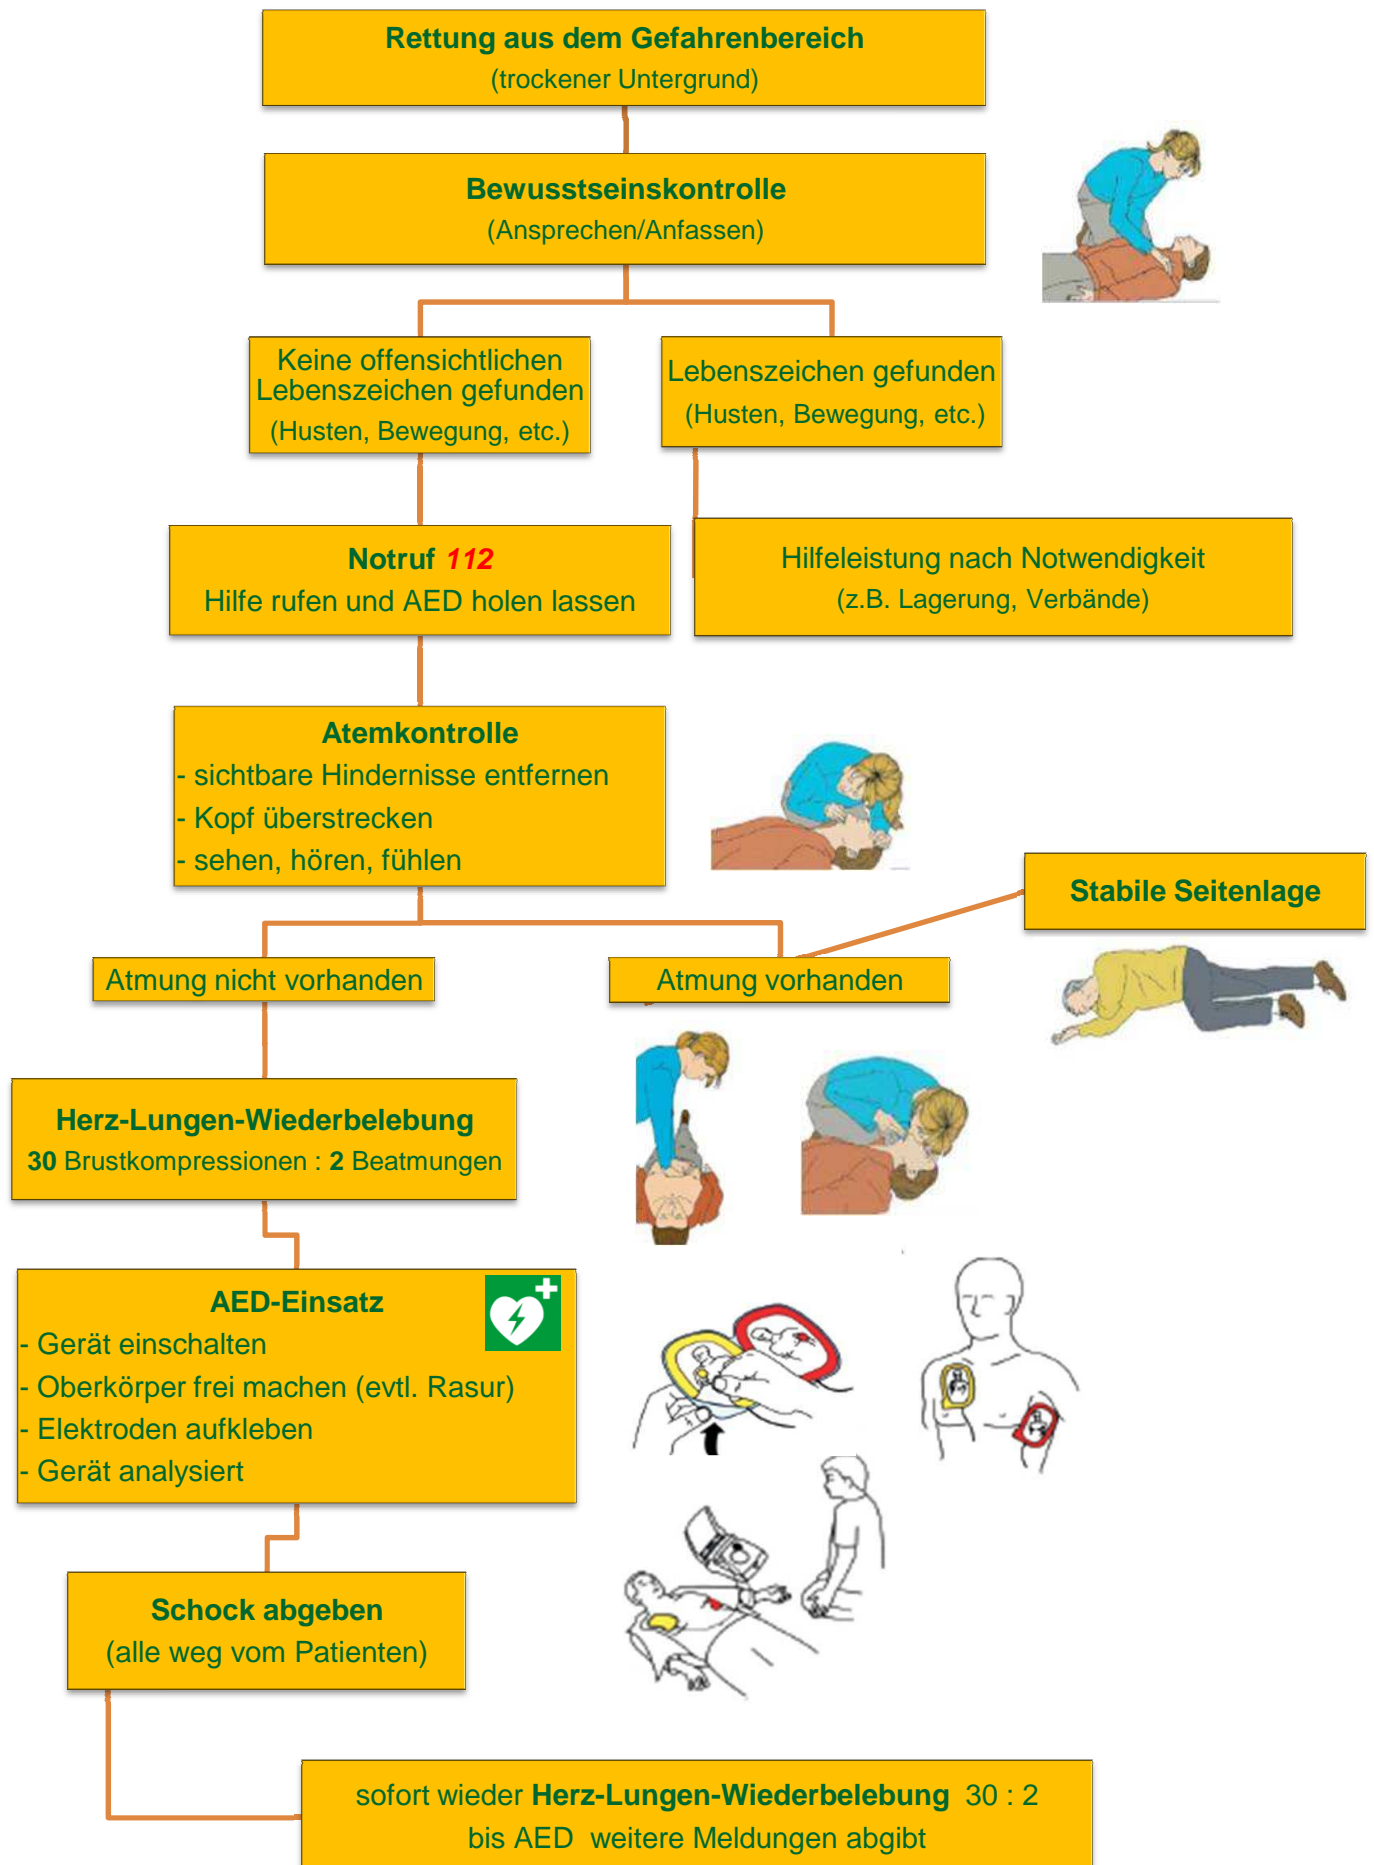 Rettung aus dem Gefahrenbereich
(trockener Untergrund)
Bewusstseinskontrolle
(Ansprechen/Anfassen)
Keine offensichtlichen
Lebenszeichen gefunden
(Husten, Bewegung, etc.)
Lebenszeichen gefunden
(Husten, Bewegung, etc.)
Notruf 112
Hilfe rufen und AED holen lassen
Hilfeleistung nach Notwendigkeit
(z.B. Lagerung, Verbände)
Atemkontrolle
- sichtbare Hindernisse entfernen
- Kopf überstrecken
- sehen, hören, fühlen
Stabile Seitenlage
Atmung nicht vorhanden
Atmung vorhanden
Herz-Lungen-Wiederbelebung
30 Brustkompressionen : 2 Beatmungen
AED-Einsatz
- Gerät einschalten
- Oberkörper frei machen (evtl. Rasur)
- Elektroden aufkleben
- Gerät analysiert
Schock abgeben
(alle weg vom Patienten)
sofort wieder Herz-Lungen-Wiederbelebung 30 : 2
bis AED weitere Meldungen abgibt